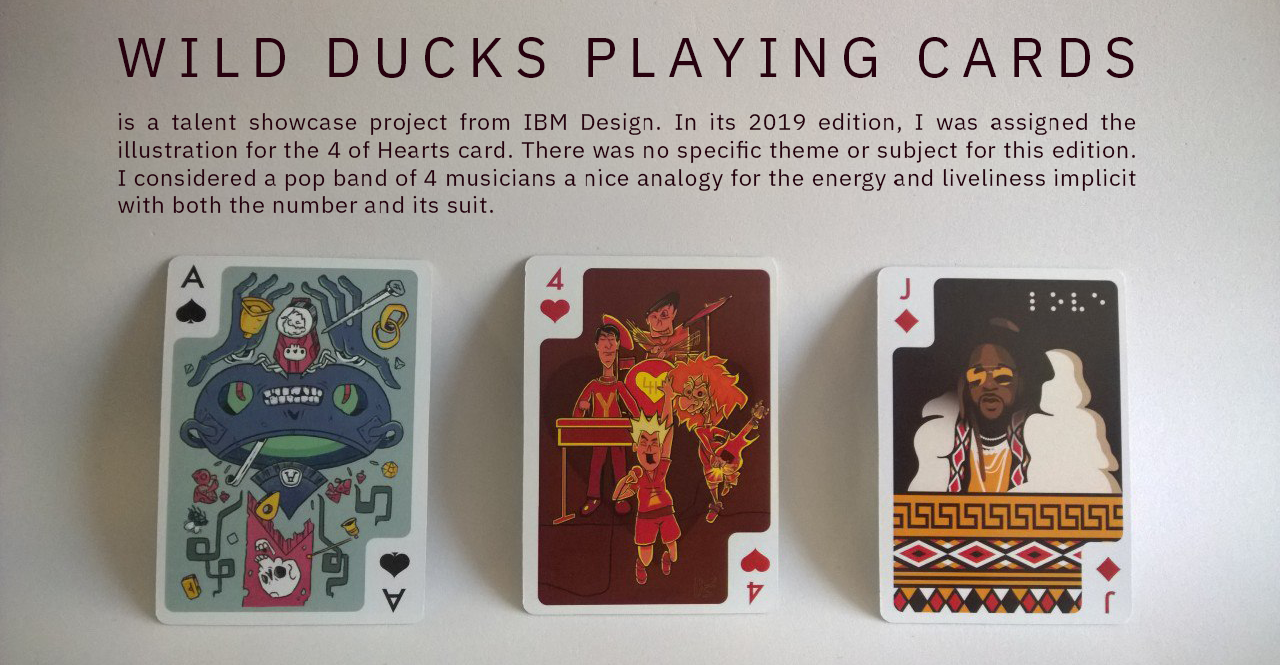 WILD DUCKS PLAYING CARDS
is a talent showcase project from IBM Design. In its 2019 edition, I was assigned the
illustration for the 4 of Hearts card. There was no specific theme or subject for this edition.
I considered a pop band of 4 musicians a nice analogy for the energy and liveliness implicit
with both the number and its suit.
A
4
J
4
Y
A
4
J